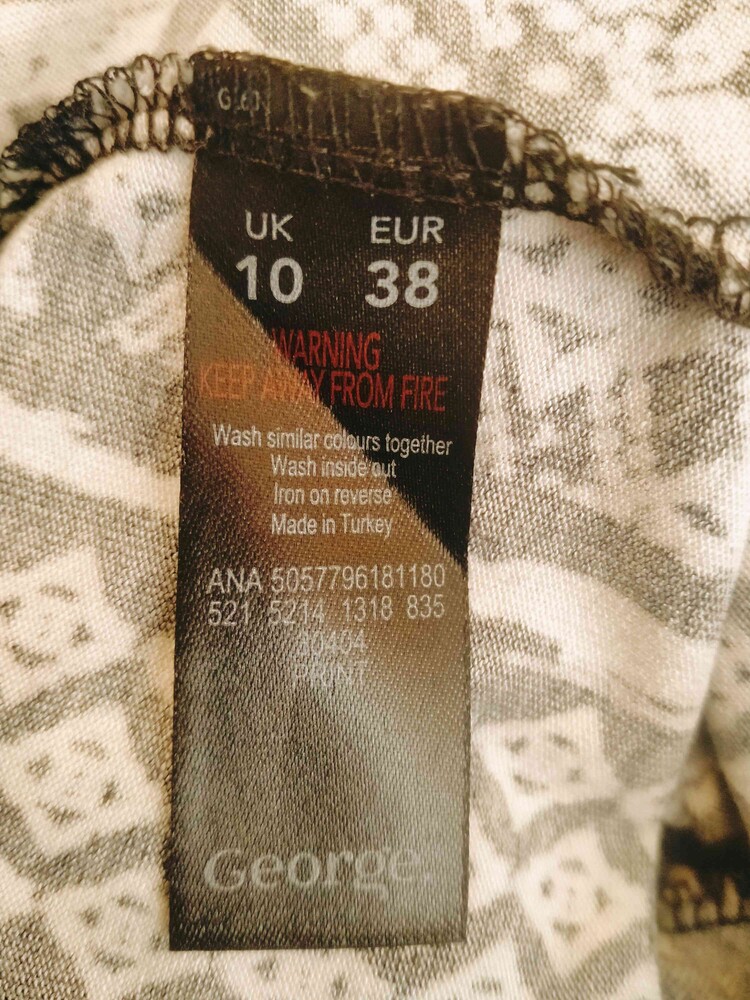 UK EUR
10 38
WARNING
KEEP AWAY FROM FIRE
Wash similar colours together
Wash inside out
Iron on reverse
Made in Turkey
ANA 5057796181180
521 5214 1318 835
PRINT
George.